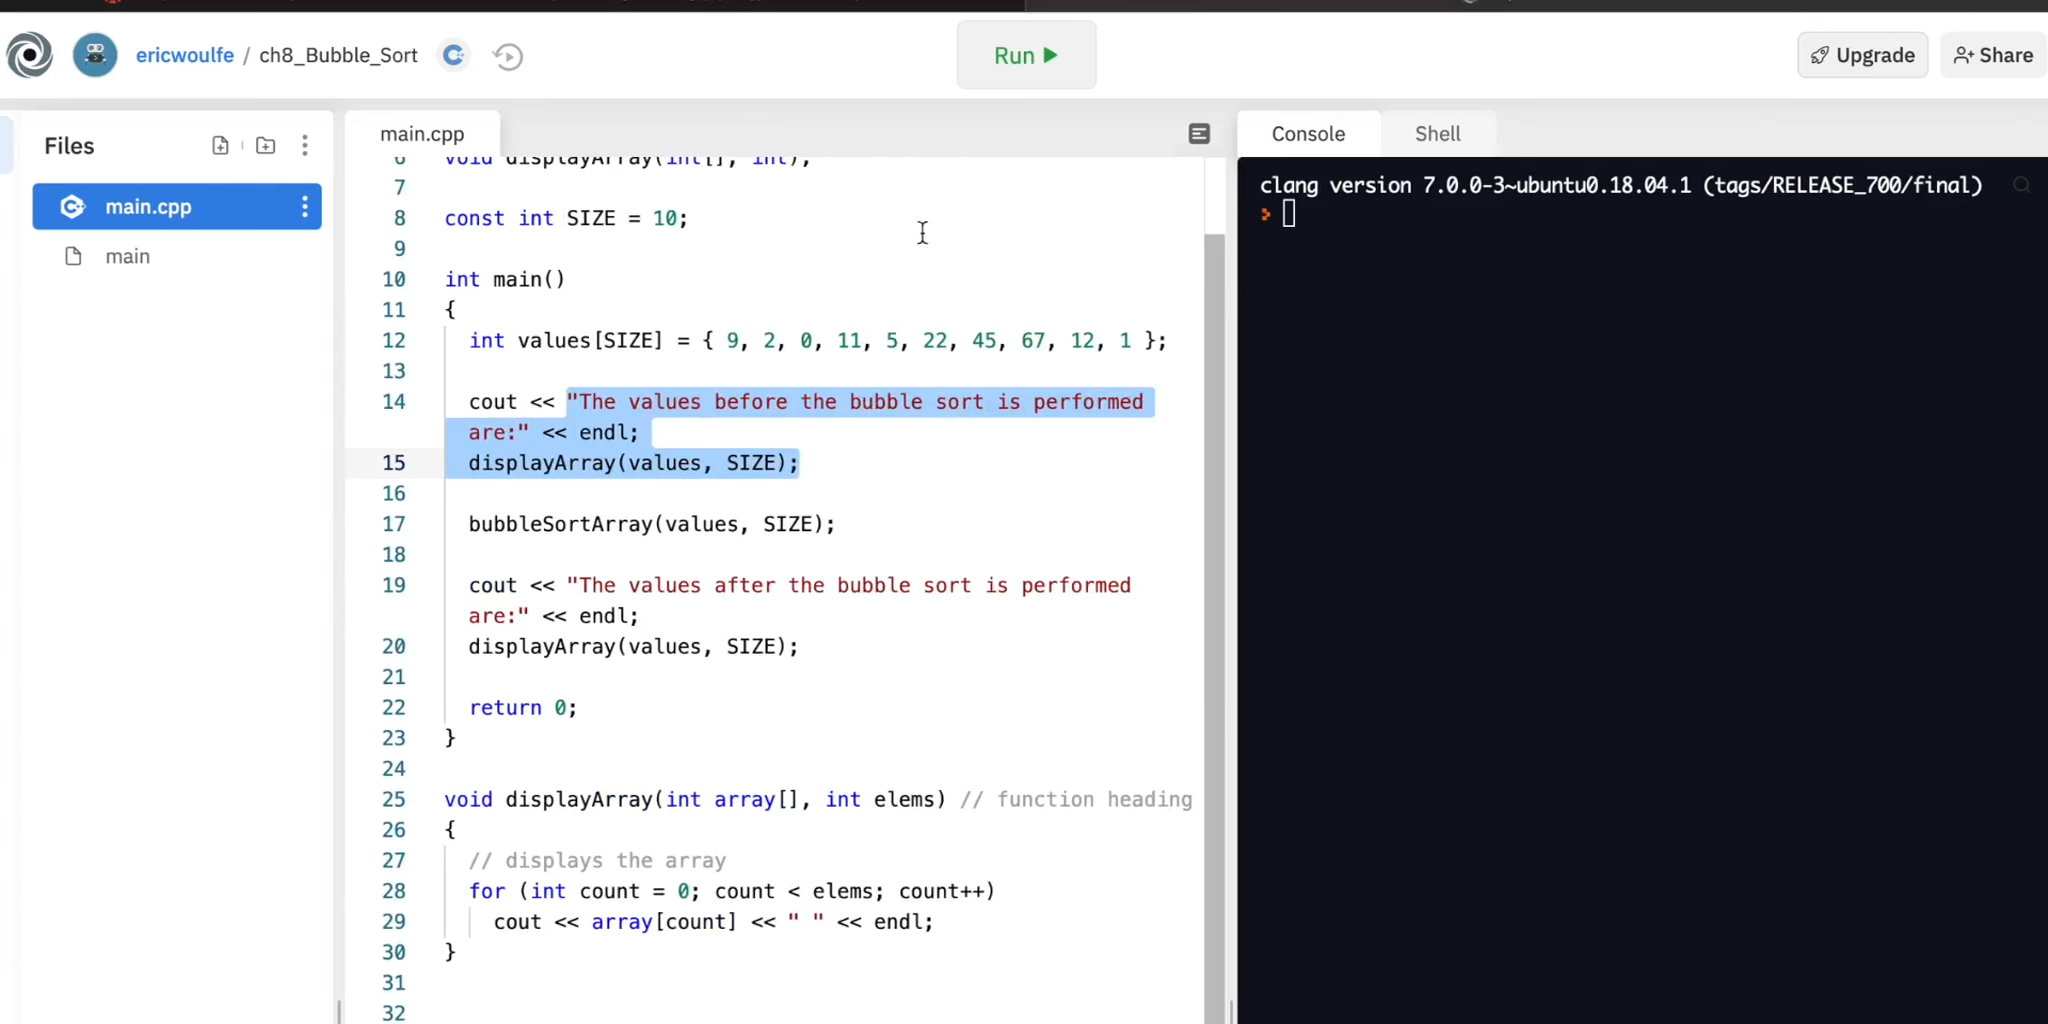 ericwoulfe / ch8_Bubble_Sort
Run
Upgrade
Share
Files
main.cpp
main
main.cpp
6 void displayArray(int[], int);
7
8 const int SIZE = 10;
9
10 int main()
11 {
12 int values[SIZE] = { 9, 2, 0, 11, 5, 22, 45, 67, 12, 1 };
13
14 cout << "The values before the bubble sort is performed
are:" << endl;
15 displayArray(values, SIZE);
16
17 bubbleSortArray(values, SIZE);
18
19 cout << "The values after the bubble sort is performed
are:" << endl;
20 displayArray(values, SIZE);
21
22 return 0;
23 }
24
25 void displayArray(int array[], int elems) // function heading
26 {
27 // displays the array
28 for (int count = 0; count < elems; count++)
29 cout << array[count] << " " << endl;
30 }
31
32
Console
Shell
clang version 7.0.0-3~ubuntu0.18.04.1 (tags/RELEASE_700/final)
>